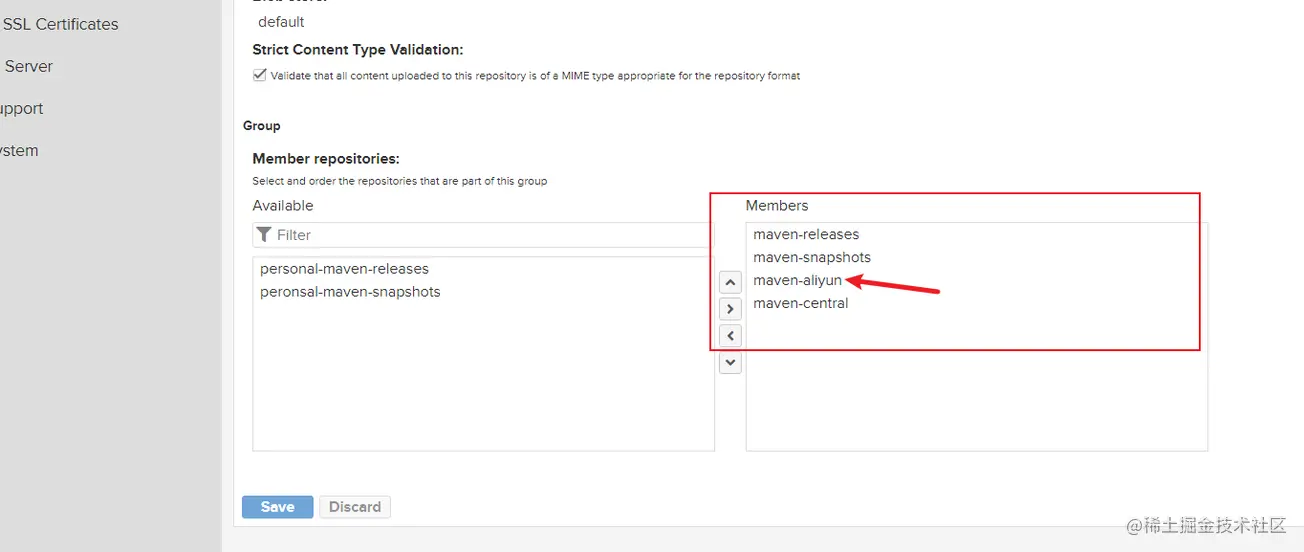 SSL Certificates
Server
upport
ystem
default
Strict Content Type Validation:
Validate that all content uploaded to this repository is of a MIME type appropriate for the repository format
Group
Member repositories:
Select and order the repositories that are part of this group
Available
Filter
personal-maven-releases
peronsal-maven-snapshots
Members
maven-releases
maven-snapshots
maven-aliyun
maven-central
Save
Discard
@稀土掘金技术社区